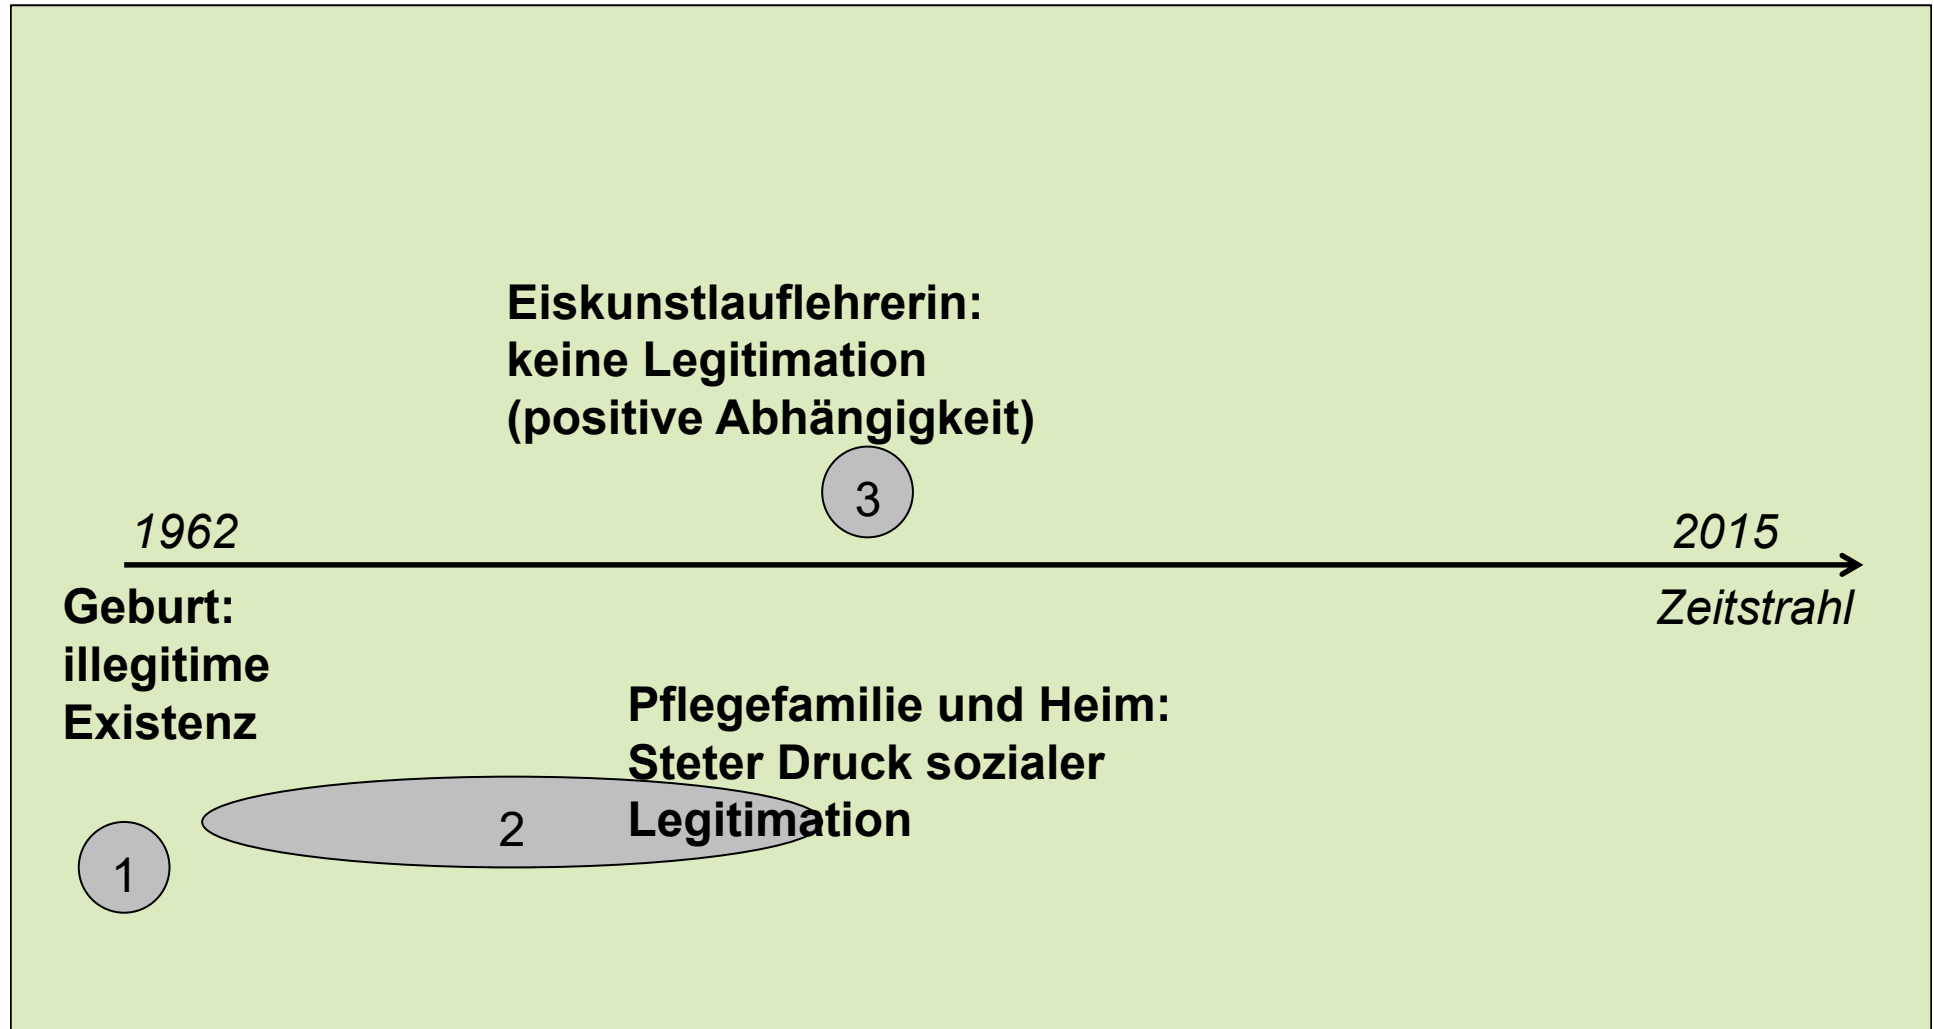 Eiskunstlauflehrerin:
keine Legitimation
(positive Abhängigkeit)
3
1962
2015
Geburt:
illegitime
Existenz
Zeitstrahl
Pflegefamilie und Heim:
Steter Druck sozialer
Legitimation
2
1